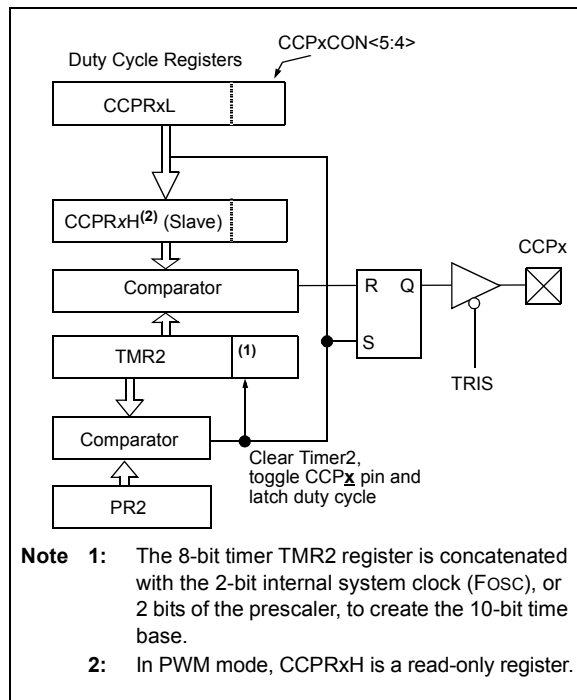 CCPxCON<5:4>
Duty Cycle Registers
CCPRxL
CCPRxH(2) (Slave)
CCPx
Comparator
R Q
S
TMR2
(1)
TRIS
Comparator
Clear Timer2,
toggle CCPx pin and
latch duty cycle
PR2
Note 1: The 8-bit timer TMR2 register is concatenated
with the 2-bit internal system clock (FOSC), or
2 bits of the prescaler, to create the 10-bit time
base.
2: In PWM mode, CCPRxH is a read-only register.